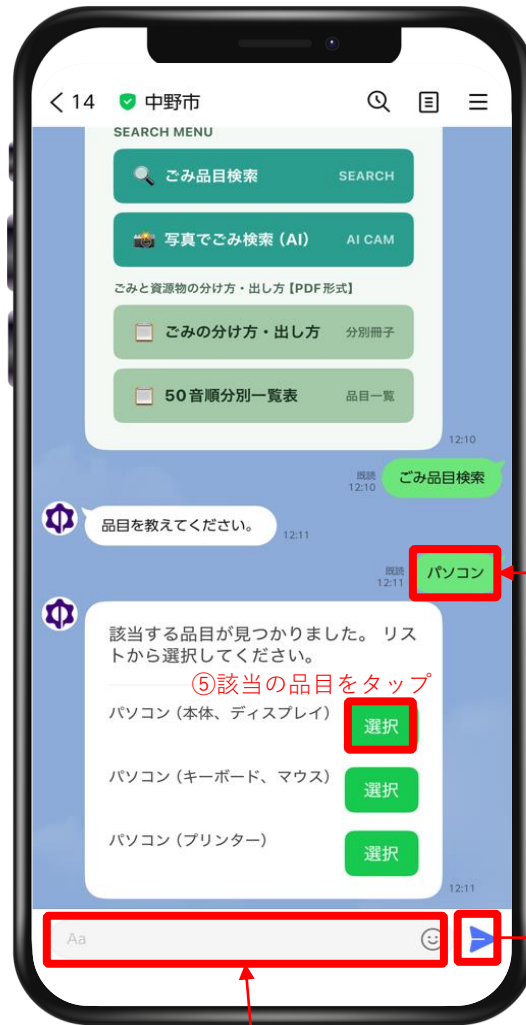 14 中野市
SEARCH MENU
ごみ品目検索 SEARCH
写真でごみ検索（AI） AI CAM
ごみと資源物の分け方・出し方【PDF形式】
ごみの分け方・出し方 分別冊子
50音順分別一覧表 品目一覧
12:10
既読
12:10
ごみ品目検索
品目を教えてください。
12:11
既読
12:11
パソコン
該当する品目が見つかりました。 リス
トから選択してください。
⑤該当の品目をタップ
パソコン（本体、ディスプレイ） 選択
パソコン（キーボード、マウス） 選択
パソコン（プリンター） 選択
12:11
Aa